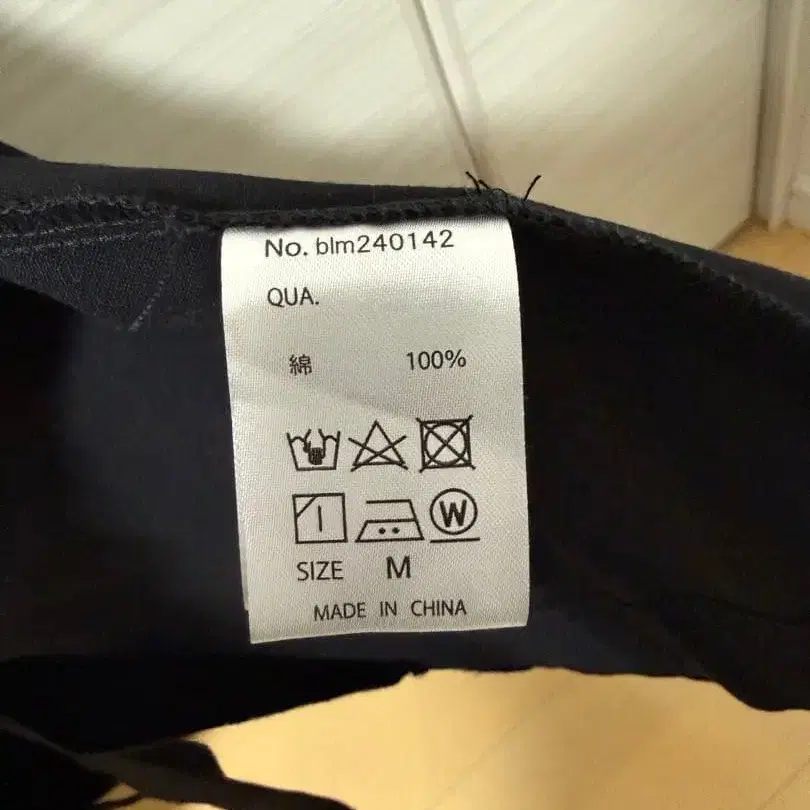 No. blm240142
QUA.
綿 100%
W
SIZE M
MADE IN CHINA